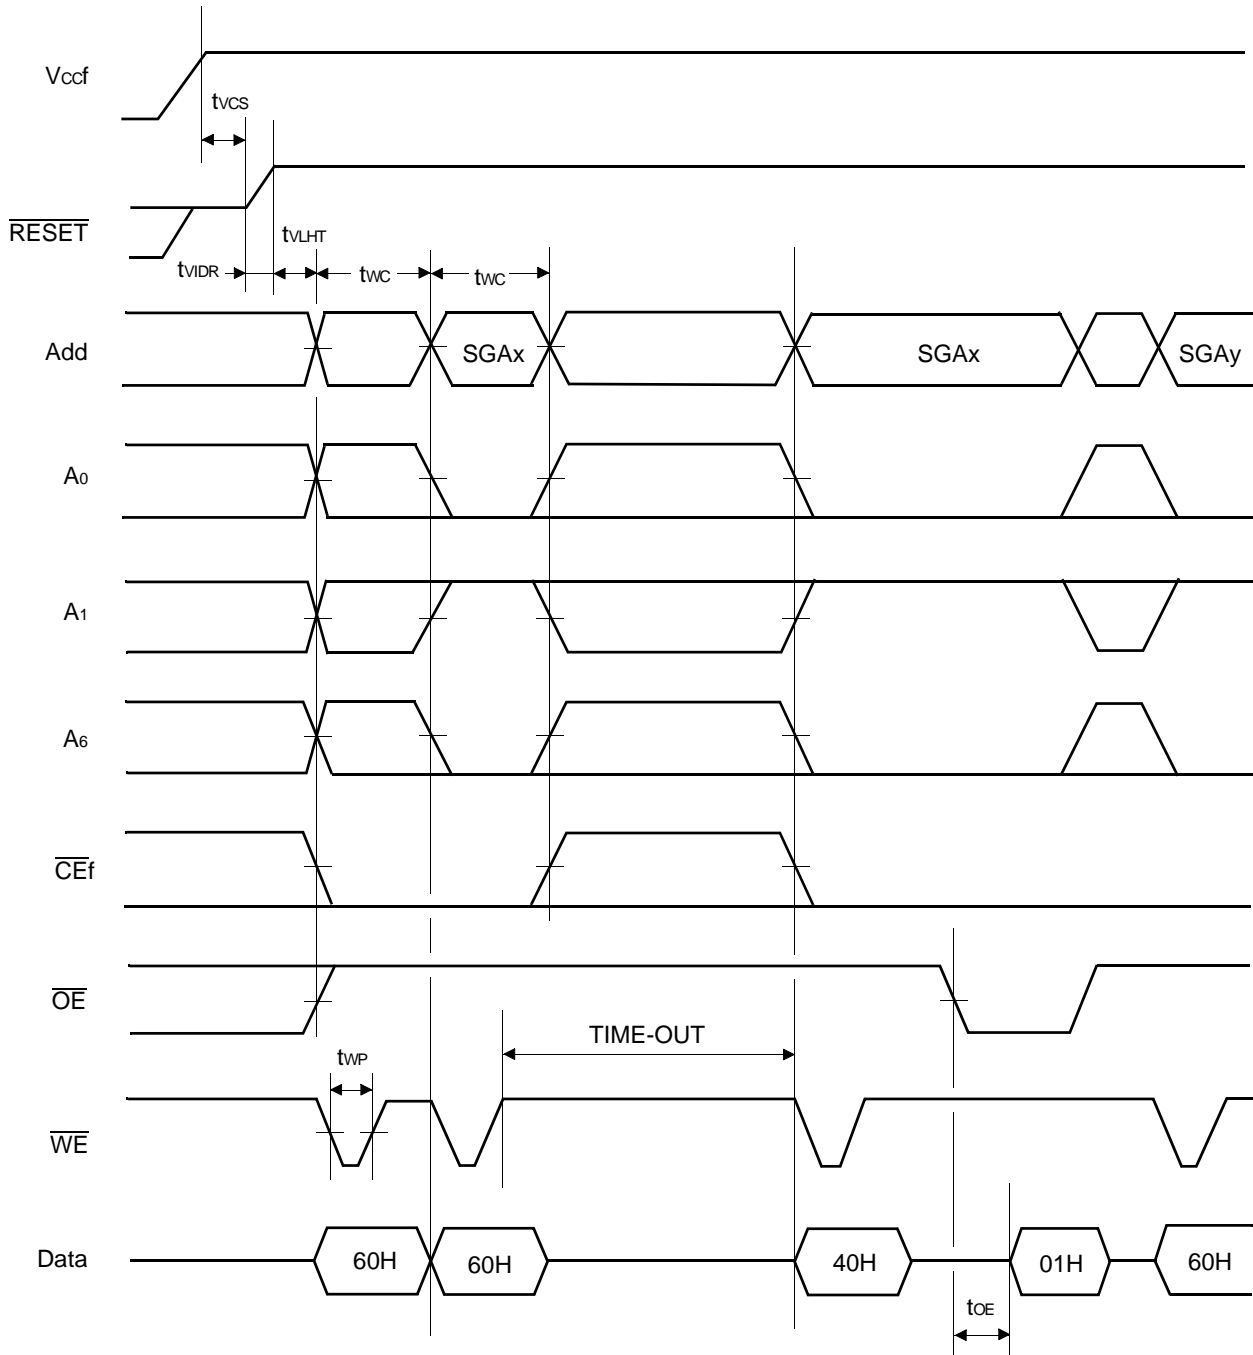 Vccf
tVCS
RESET
tVLHT
tVIDR
tWC
tWC
Add
SGAx
SGAx
SGAy
A0
A1
A6
CEf
OE
TIME-OUT
tWP
WE
Data
60H
60H
40H
01H
60H
tOE